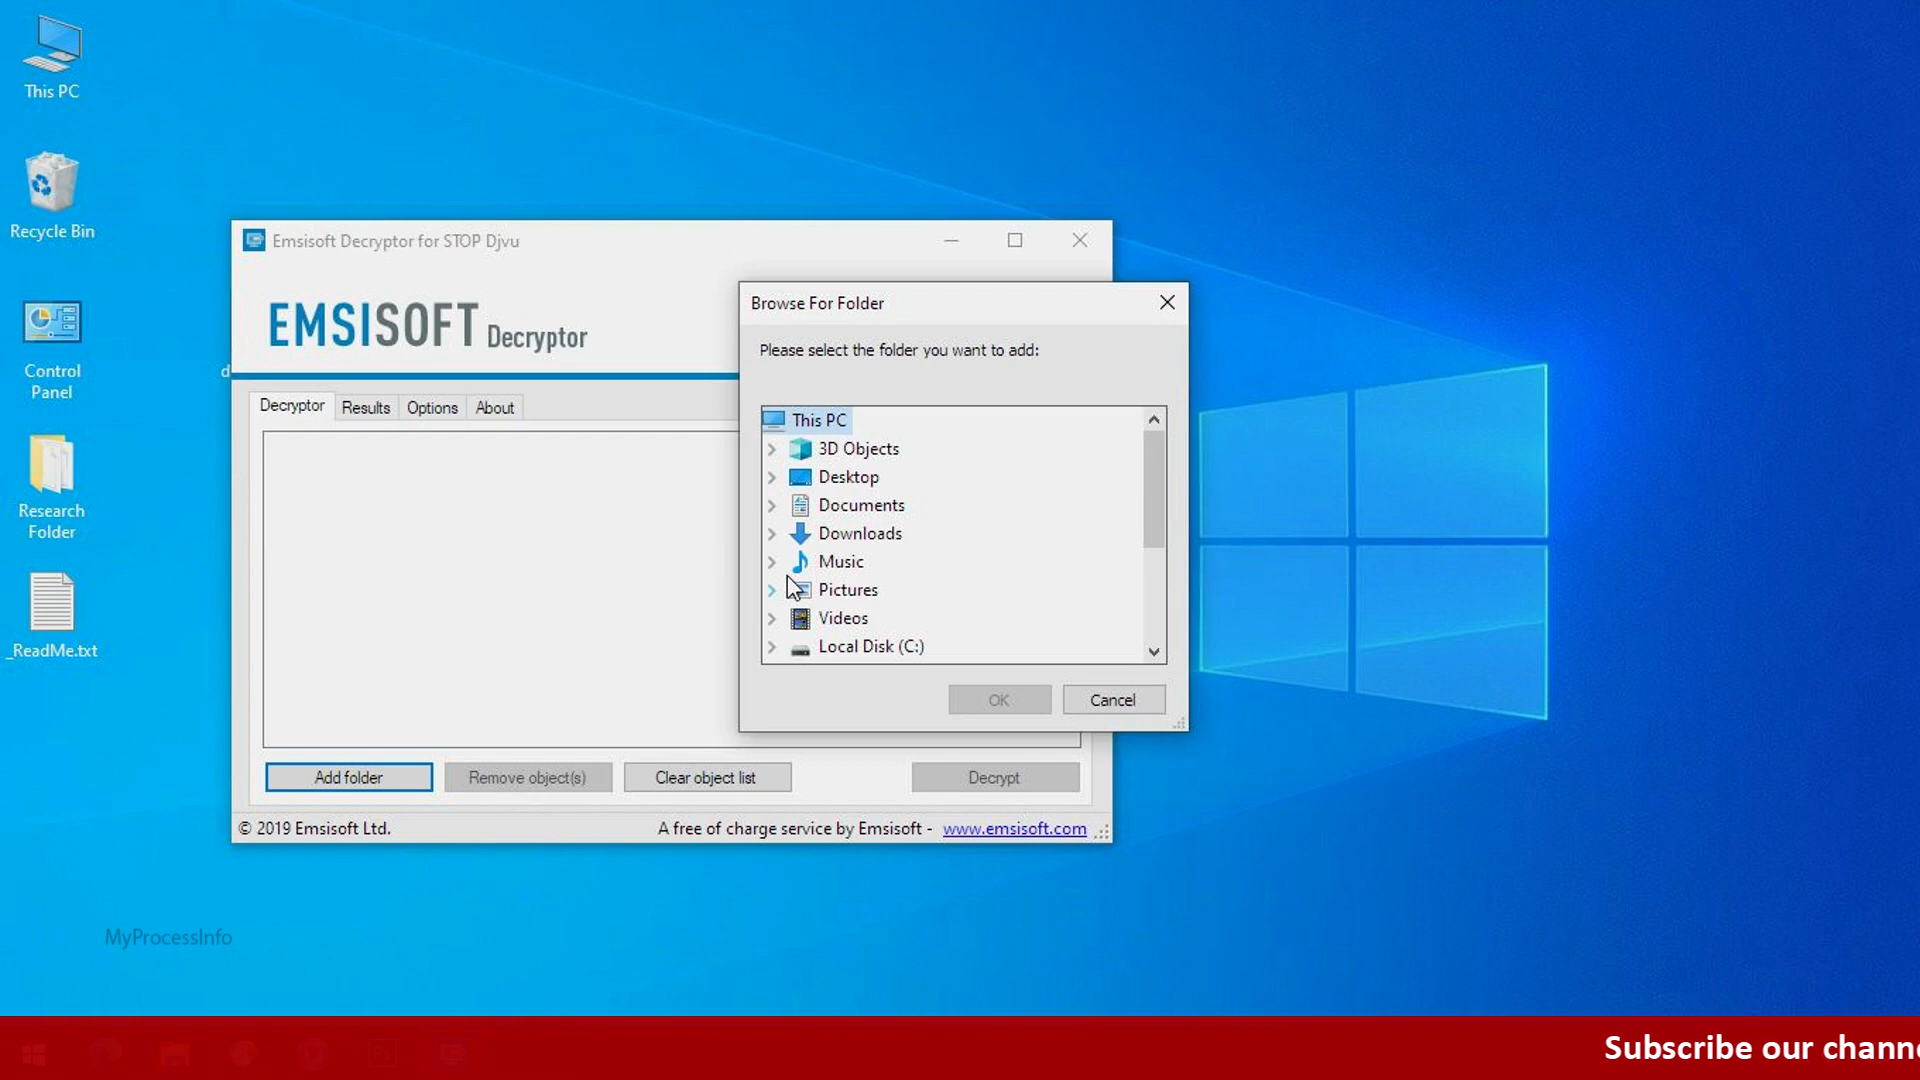 This PC
Recycle Bin
Control
Panel
Research
Folder
_ReadMe.txt
d
Emsisoft Decryptor for STOP Djvu
EMSISOFT Decryptor
Decryptor
Results
Options
About
Add folder
Remove object(s)
Clear object list
Decrypt
© 2019 Emsisoft Ltd.
A free of charge service by Emsisoft - www.emsisoft.com
Browse For Folder
Please select the folder you want to add:
This PC
3D Objects
Desktop
Documents
Downloads
Music
Pictures
Videos
Local Disk (C:)
OK
Cancel
MyProcessInfo
Subscribe our channe